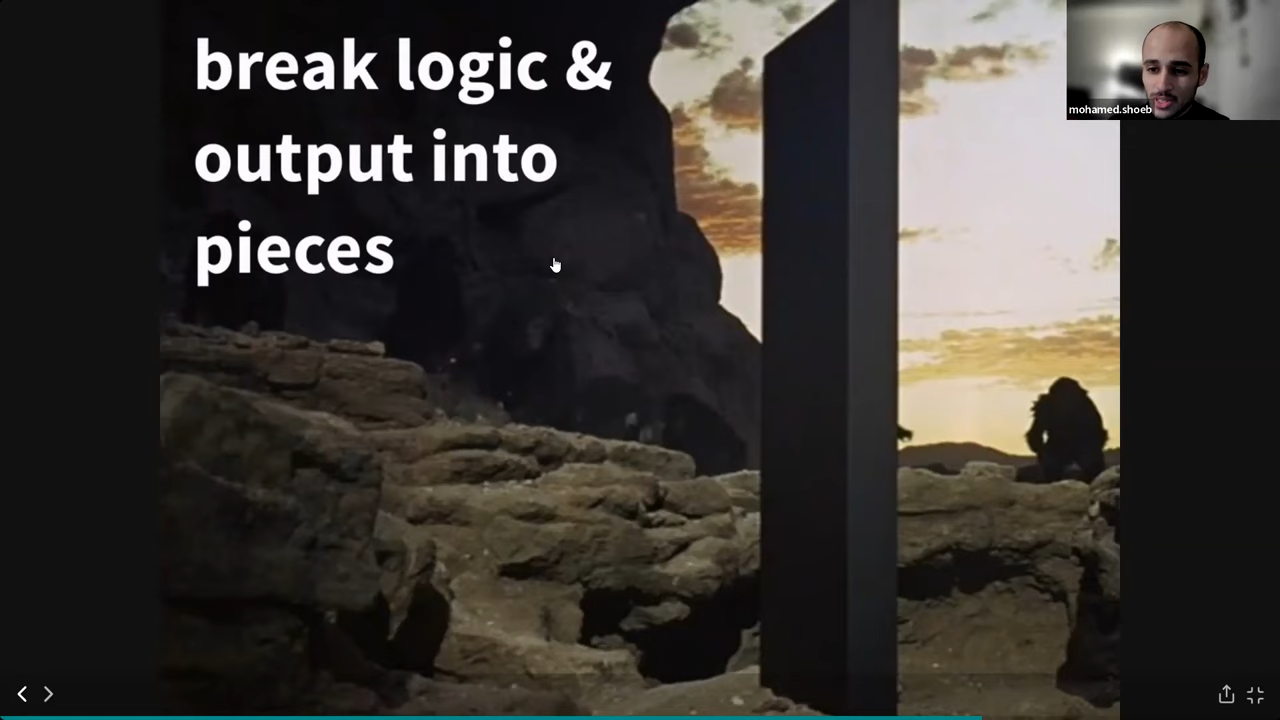 break logic &
output into
pieces
mohamed.shoeb